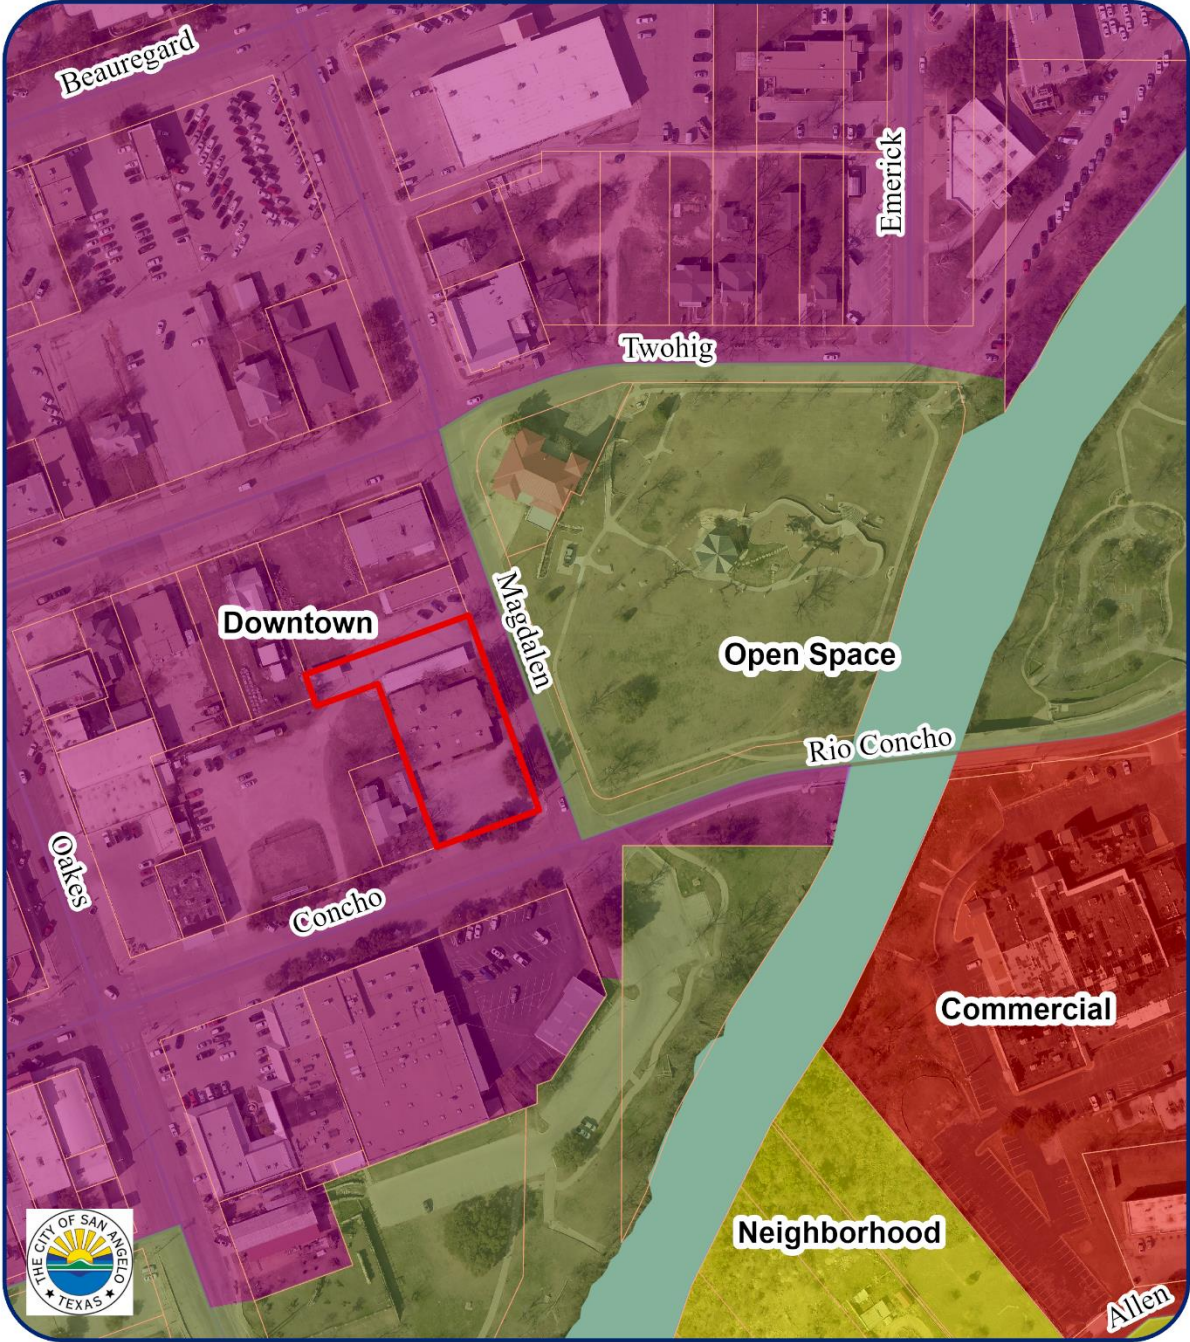 Beauregard
Emerick
Twohig
Magdalen
Downtown
Open Space
Rio Concho
Oakes
Concho
Commercial
Neighborhood
THE CITY OF SAN ANGELO
★ TEXAS ★
Allen